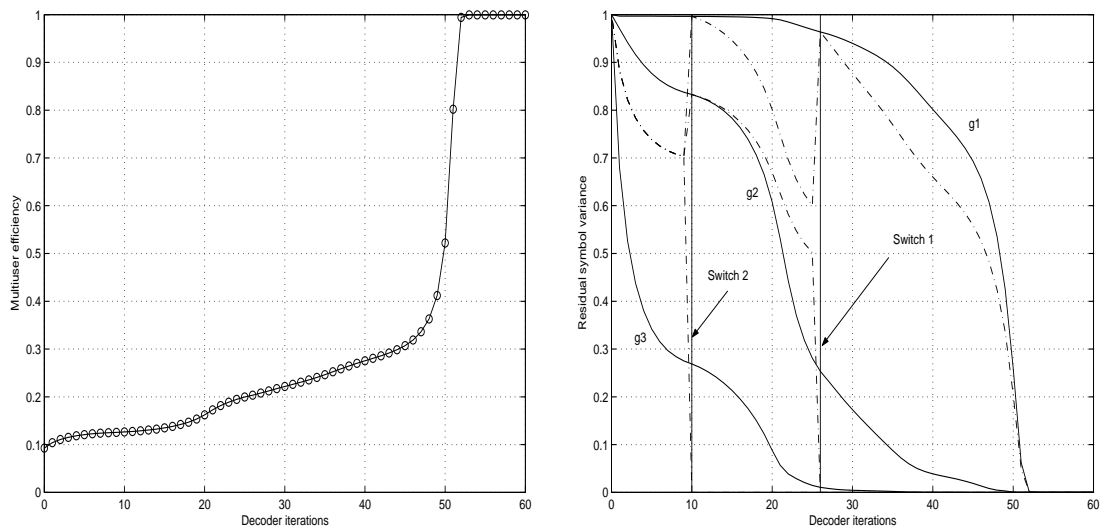 1
0.9
0.8
0.7
0.6
0.5
0.4
0.3
0.2
0.1
0
0 10 20 30 40 50 60
Decoder iterations
Multiuser efficiency
1
0.9
0.8
0.7
0.6
0.5
0.4
0.3
0.2
0.1
0
0 10 20 30 40 50 60
Decoder iterations
Residual symbol variance
g1
g2
Switch 1
Switch 2
g3